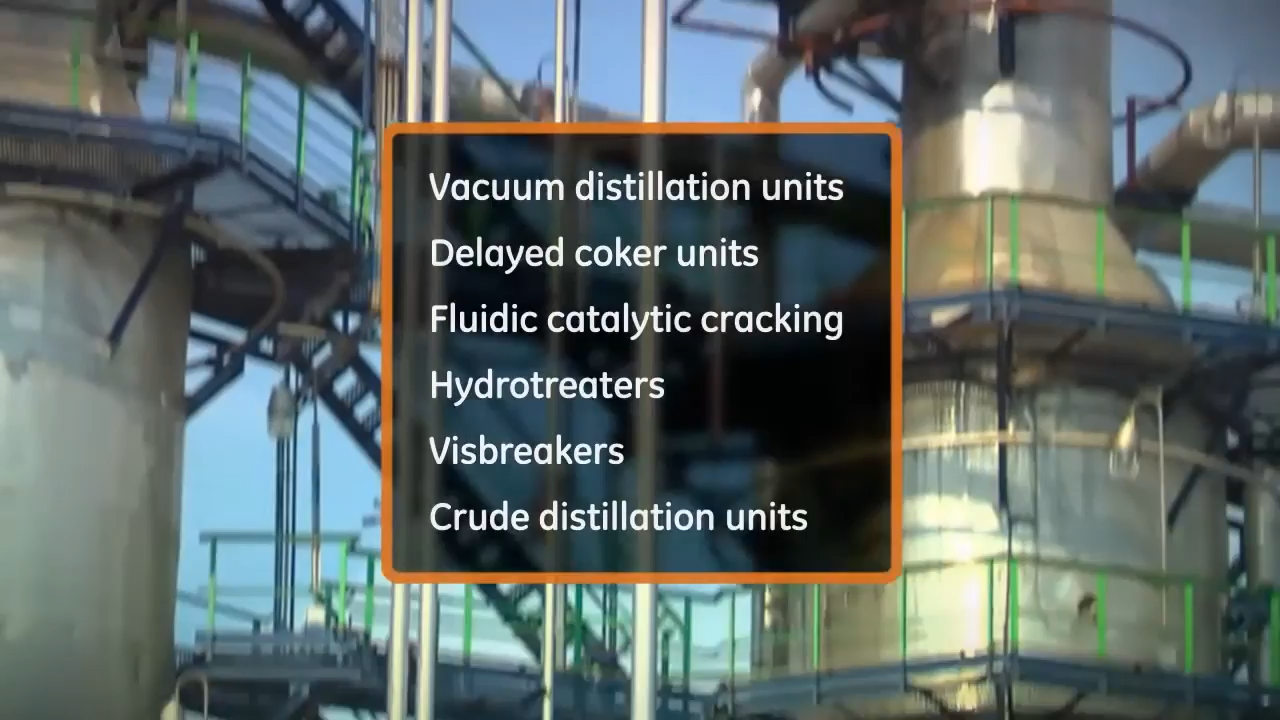 Vacuum distillation units
Delayed coker units
Fluidic catalytic cracking
Hydrotreaters
Visbreakers
Crude distillation units